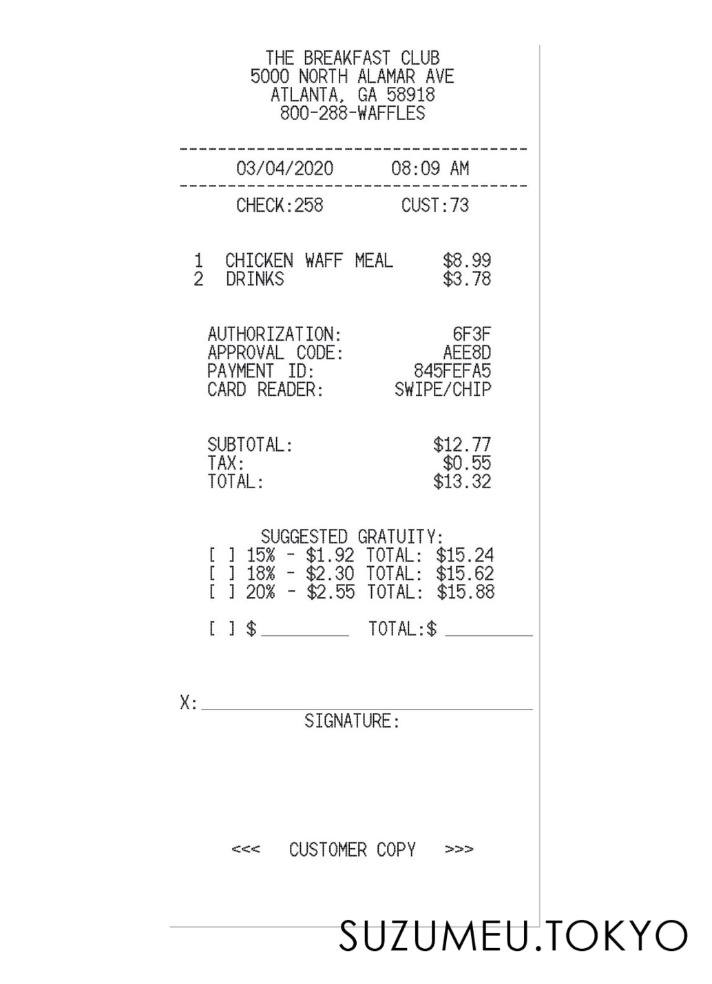 THE BREAKFAST CLUB
5000 NORTH ALAMAR AVE
ATLANTA, GA 58918
800-288-WAFFLES
------------------------------------
03/04/2020 08:09 AM
------------------------------------
CHECK:258 CUST:73
1 CHICKEN WAFF MEAL $8.99
2 DRINKS $3.78
AUTHORIZATION: 6F3F
APPROVAL CODE: AEE8D
PAYMENT ID: 845FEFA5
CARD READER: SWIPE/CHIP
SUBTOTAL: $12.77
TAX: $0.55
TOTAL: $13.32
SUGGESTED GRATUITY:
[ ] 15% - $1.92 TOTAL: $15.24
[ ] 18% - $2.30 TOTAL: $15.62
[ ] 20% - $2.55 TOTAL: $15.88
[ ] $_________ TOTAL:$ _________
X:__________________________________
SIGNATURE:
<<< CUSTOMER COPY >>>
SUZUMEU.TOKYO